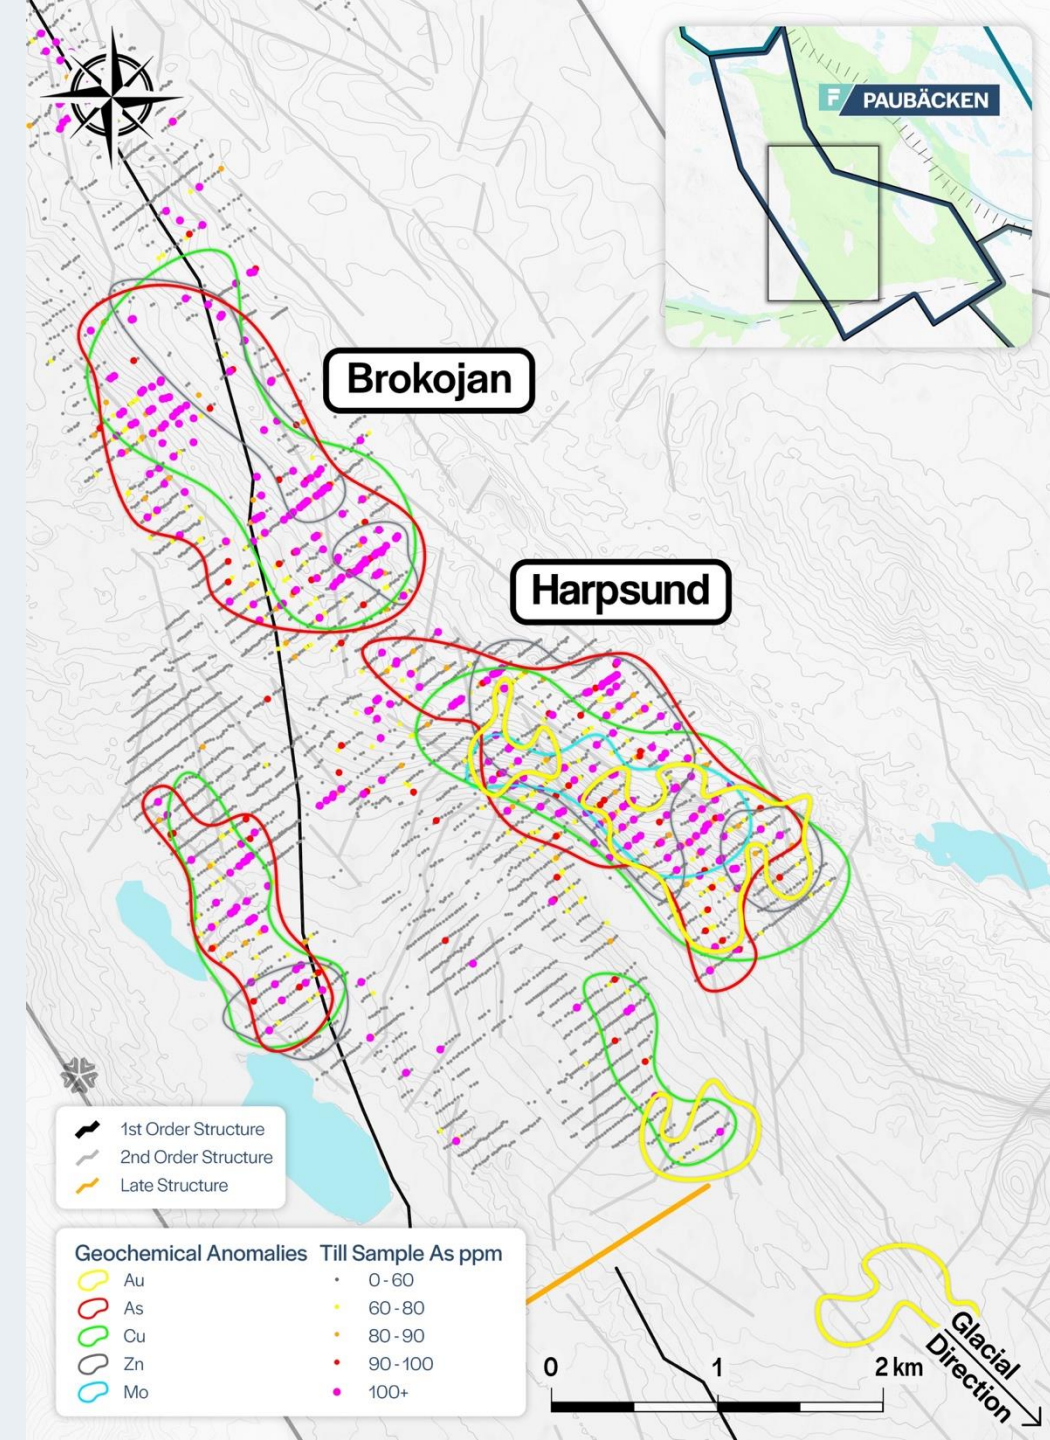 F PAUBÄCKEN
Brokojan
Harpsund
1st Order Structure
2nd Order Structure
Late Structure
Geochemical Anomalies
Au
As
Cu
Zn
Mo
Till Sample As ppm
0-60
60-80
80-90
90-100
100+
0 1 2 km
Glacial
Direction